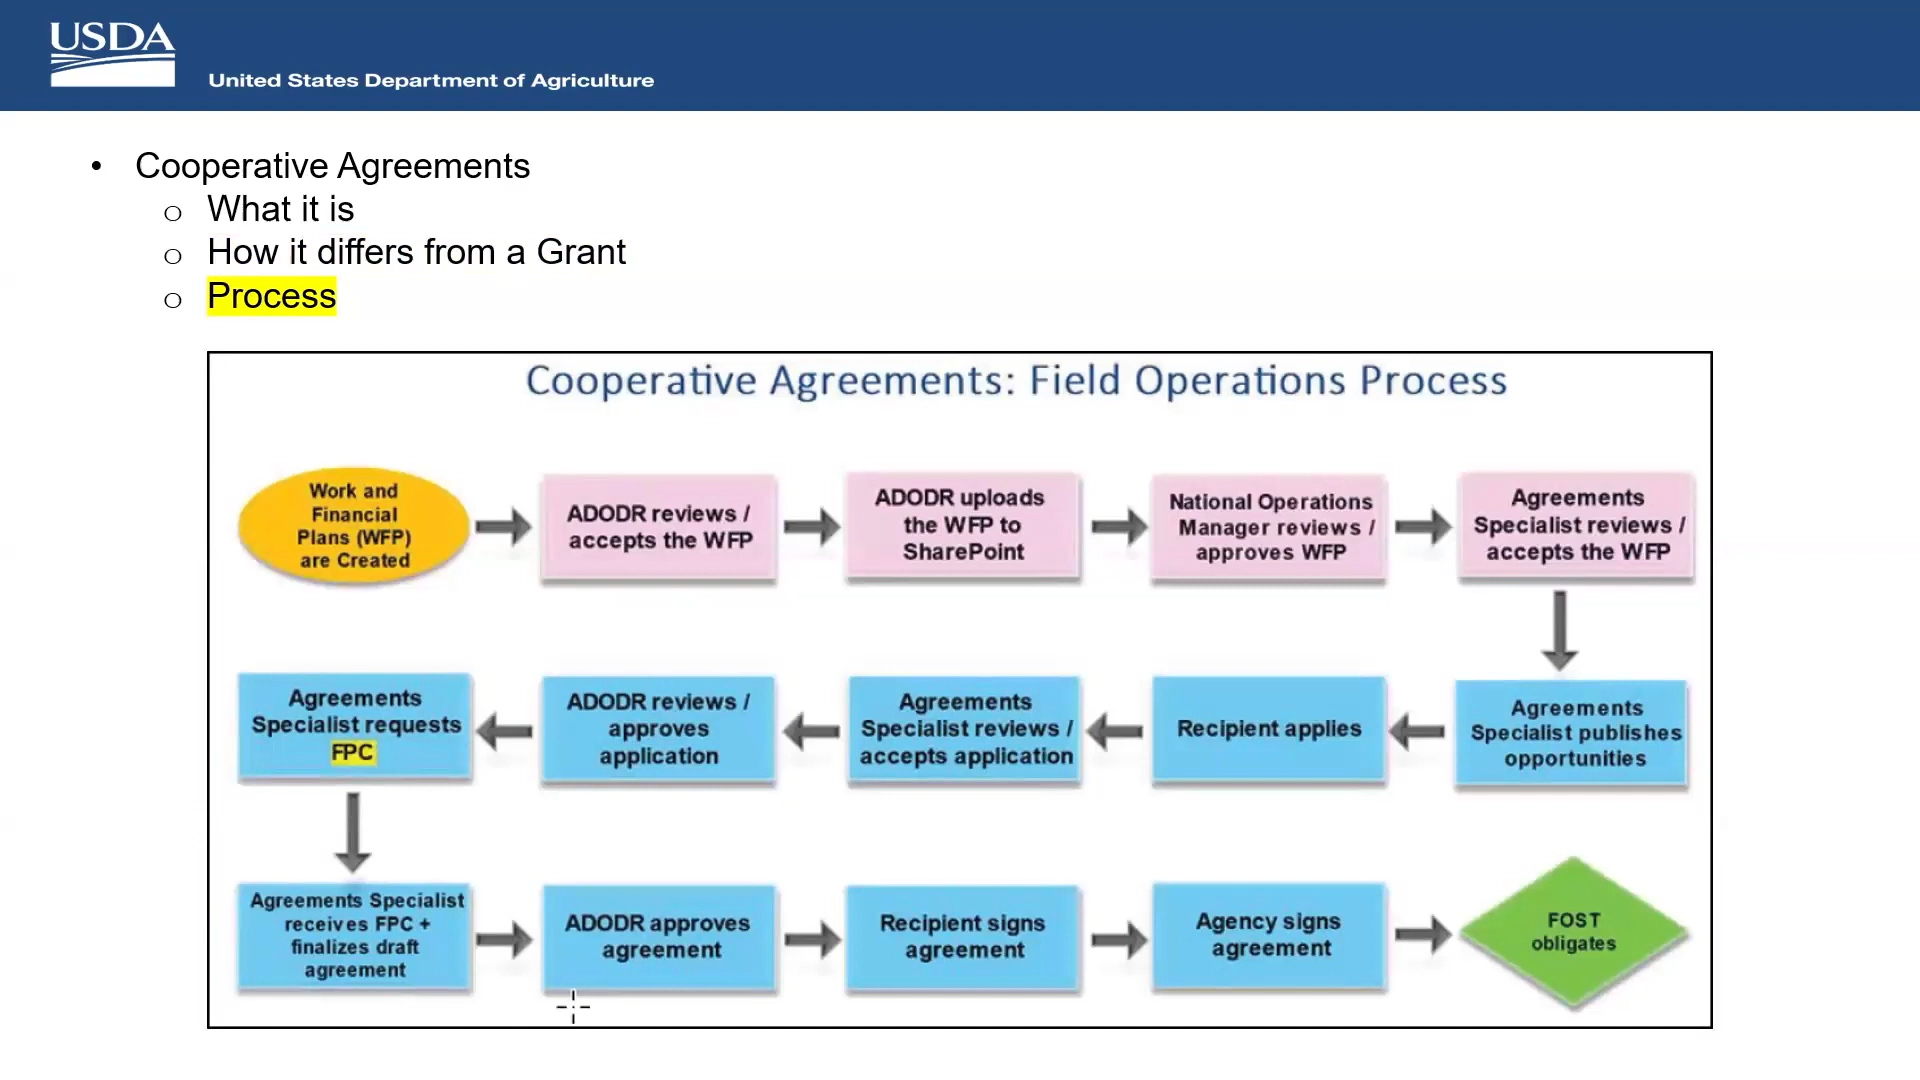 USDA
United States Department of Agriculture
• Cooperative Agreements
o What it is
o How it differs from a Grant
o Process
Cooperative Agreements: Field Operations Process
Work and
Financial
Plans (WFP)
are Created
ADODR reviews /
accepts the WFP
ADODR uploads
the WFP to
SharePoint
National Operations
Manager reviews /
approves WFP
Agreements
Specialist reviews /
accepts the WFP
Agreements
Specialist requests
FPC
ADODR reviews /
approves
application
Agreements
Specialist reviews /
accepts application
Recipient applies
Agreements
Specialist publishes
opportunities
Agreements Specialist
receives FPC +
finalizes draft
agreement
ADODR approves
agreement
Recipient signs
agreement
Agency signs
agreement
FOST
obligates